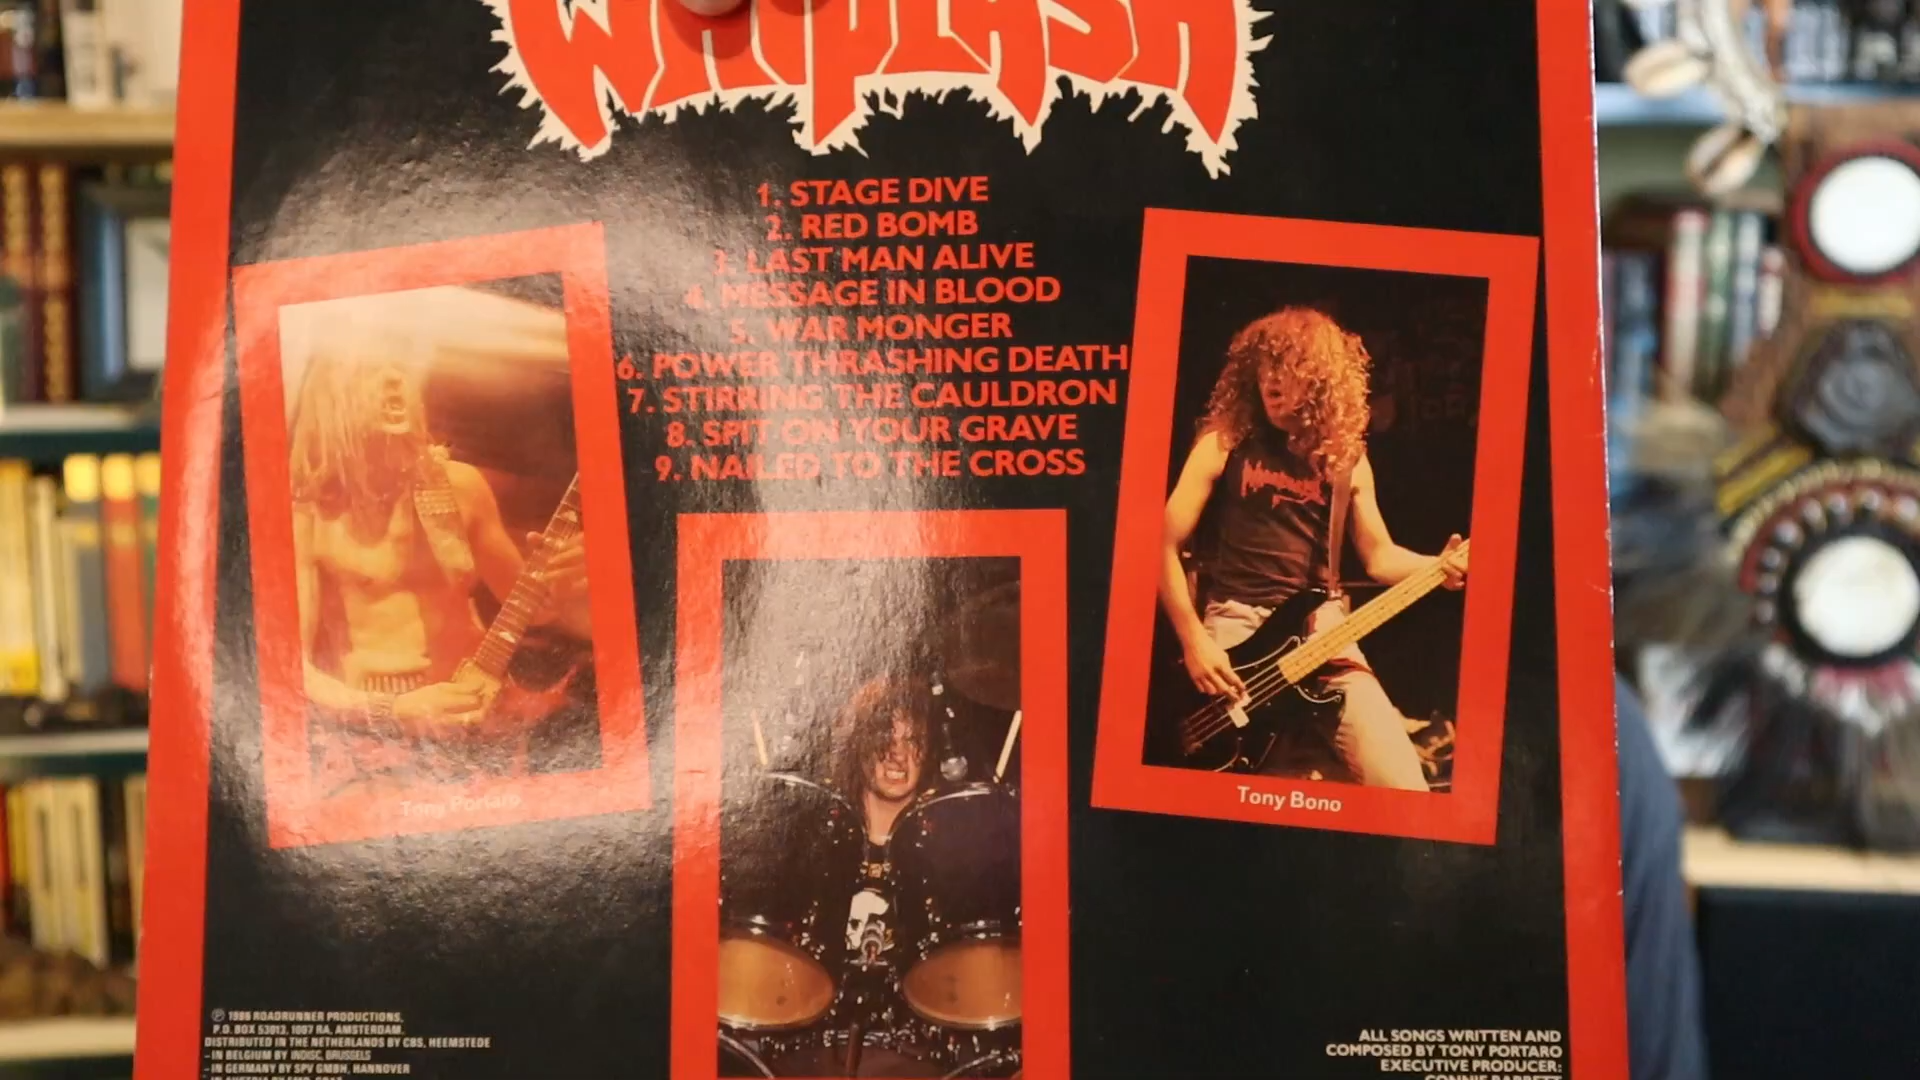 WHIPLASH
1. STAGE DIVE
2. RED BOMB
3. LAST MAN ALIVE
4. MESSAGE IN BLOOD
5. WAR MONGER
6. POWER THRASHING DEATH
7. STIRRING THE CAULDRON
8. SPIT ON YOUR GRAVE
9. NAILED TO THE CROSS
Tony Portaro
Tony Bono
Ⓟ 1986 ROADRUNNER PRODUCTIONS,
P.O. BOX 53013, 1007 RA, AMSTERDAM.
DISTRIBUTED IN THE NETHERLANDS BY CBS, HEEMSTEDE
- IN BELGIUM BY INDISC, BRUSSELS
- IN GERMANY BY SPV GMBH, HANNOVER
ALL SONGS WRITTEN AND
COMPOSED BY TONY PORTARO
EXECUTIVE PRODUCER: